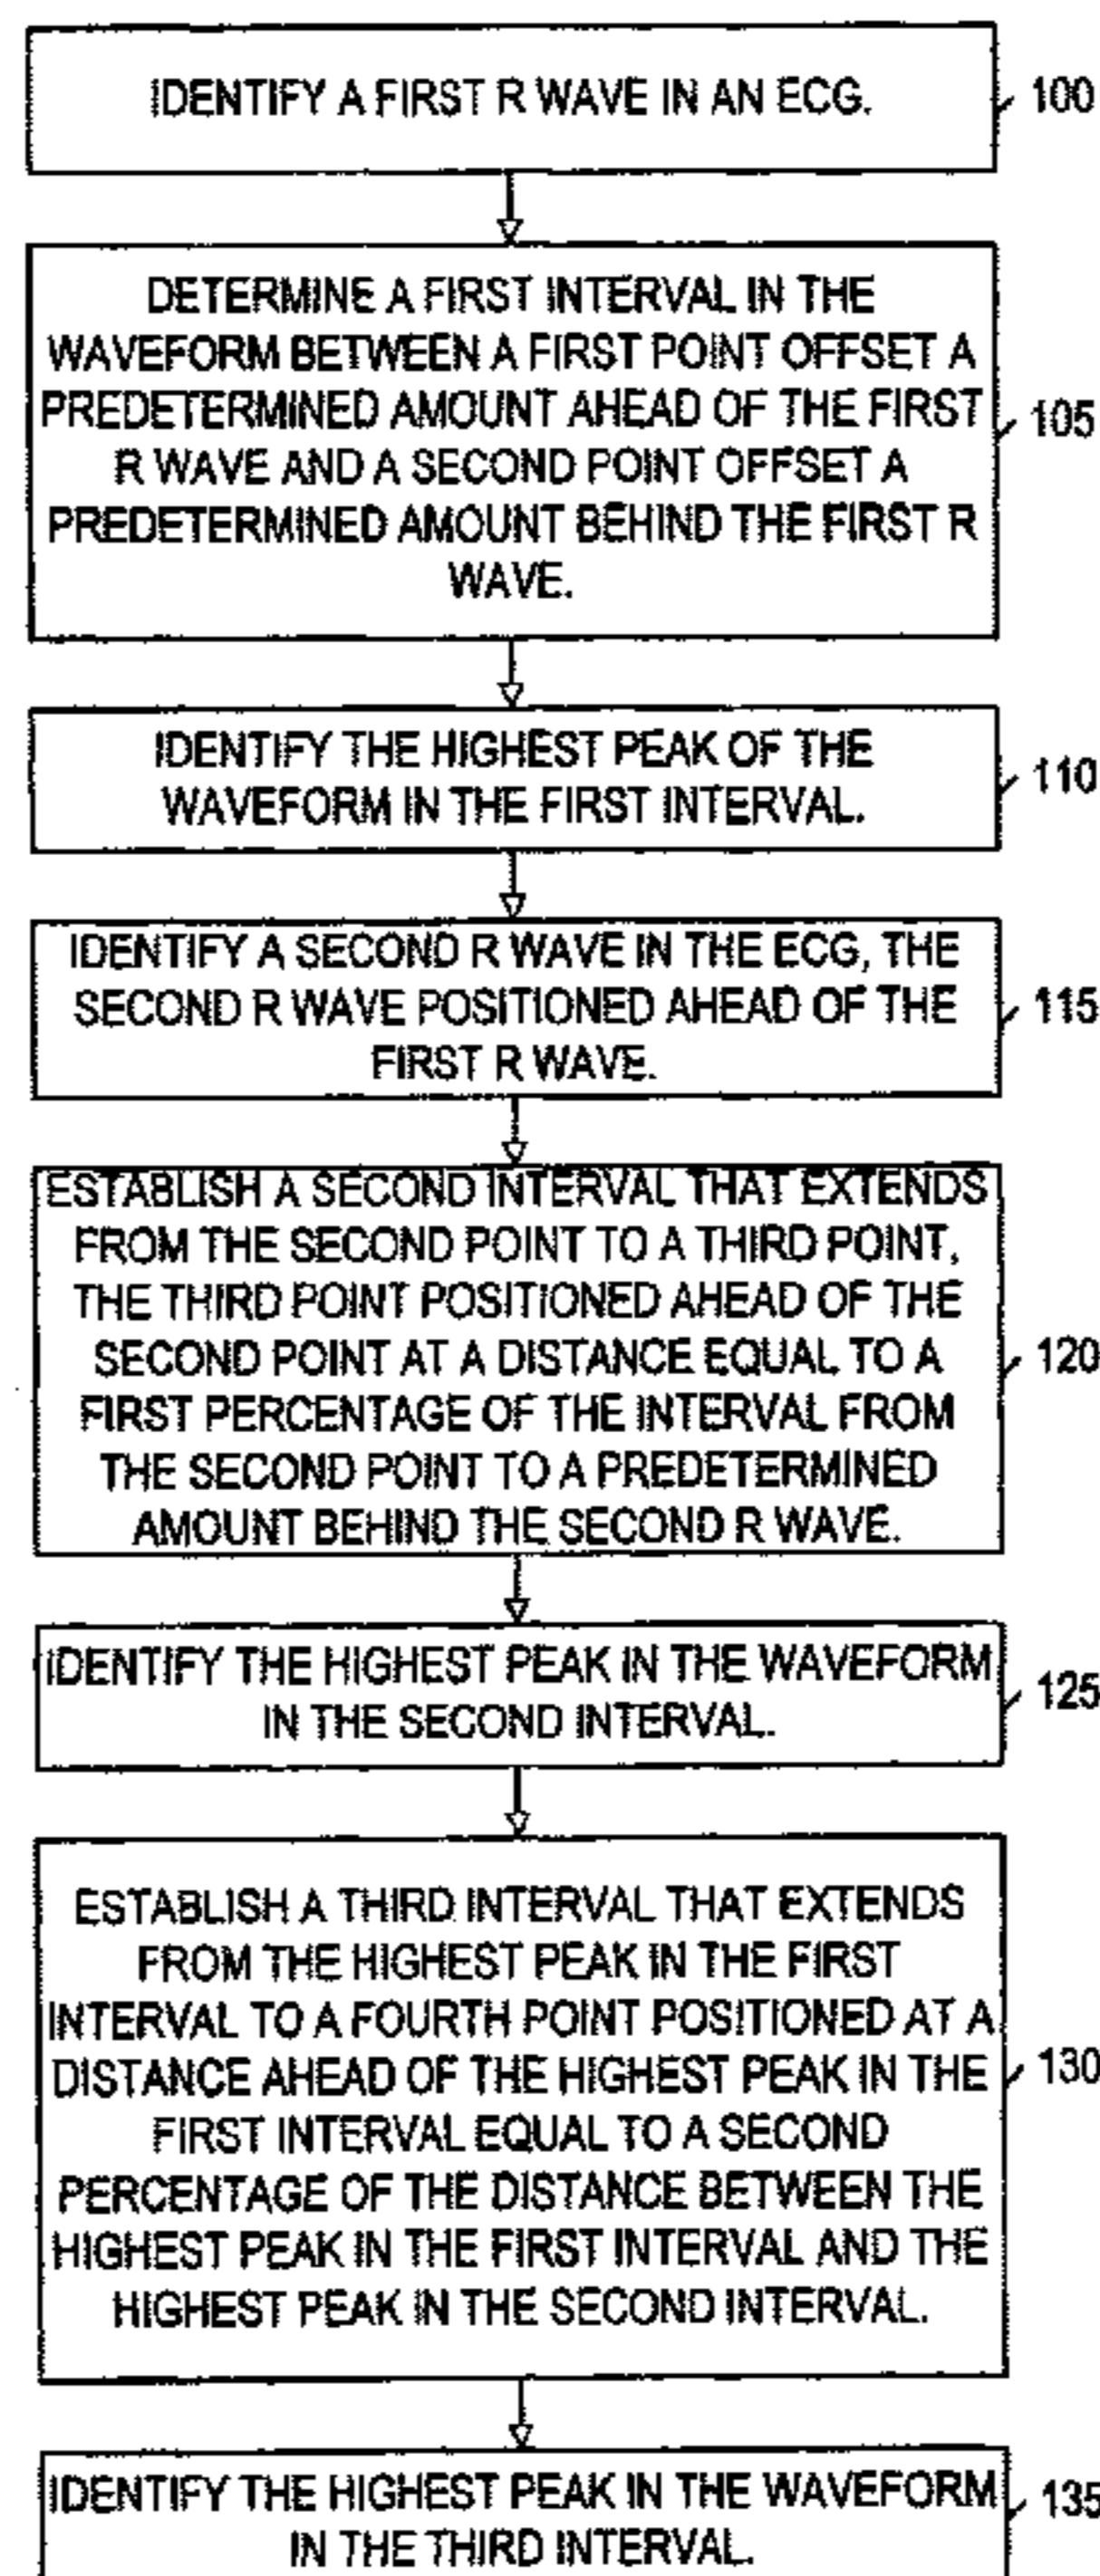 IDENTIFY A FIRST R WAVE IN AN ECG.
100
DETERMINE A FIRST INTERVAL IN THE
WAVEFORM BETWEEN A FIRST POINT OFFSET A
PREDETERMINED AMOUNT AHEAD OF THE FIRST
R WAVE AND A SECOND POINT OFFSET A
PREDETERMINED AMOUNT BEHIND THE FIRST R
WAVE.
105
IDENTIFY THE HIGHEST PEAK OF THE
WAVEFORM IN THE FIRST INTERVAL.
110
IDENTIFY A SECOND R WAVE IN THE ECG, THE
SECOND R WAVE POSITIONED AHEAD OF THE
FIRST R WAVE.
115
ESTABLISH A SECOND INTERVAL THAT EXTENDS
FROM THE SECOND POINT TO A THIRD POINT,
THE THIRD POINT POSITIONED AHEAD OF THE
SECOND POINT AT A DISTANCE EQUAL TO A
FIRST PERCENTAGE OF THE INTERVAL FROM
THE SECOND POINT TO A PREDETERMINED
AMOUNT BEHIND THE SECOND R WAVE.
120
IDENTIFY THE HIGHEST PEAK IN THE WAVEFORM
IN THE SECOND INTERVAL.
125
ESTABLISH A THIRD INTERVAL THAT EXTENDS
FROM THE HIGHEST PEAK IN THE FIRST
INTERVAL TO A FOURTH POINT POSITIONED AT A
DISTANCE AHEAD OF THE HIGHEST PEAK IN THE
FIRST INTERVAL EQUAL TO A SECOND
PERCENTAGE OF THE DISTANCE BETWEEN THE
HIGHEST PEAK IN THE FIRST INTERVAL AND THE
HIGHEST PEAK IN THE SECOND INTERVAL.
130
IDENTIFY THE HIGHEST PEAK IN THE WAVEFORM
IN THE THIRD INTERVAL.
135